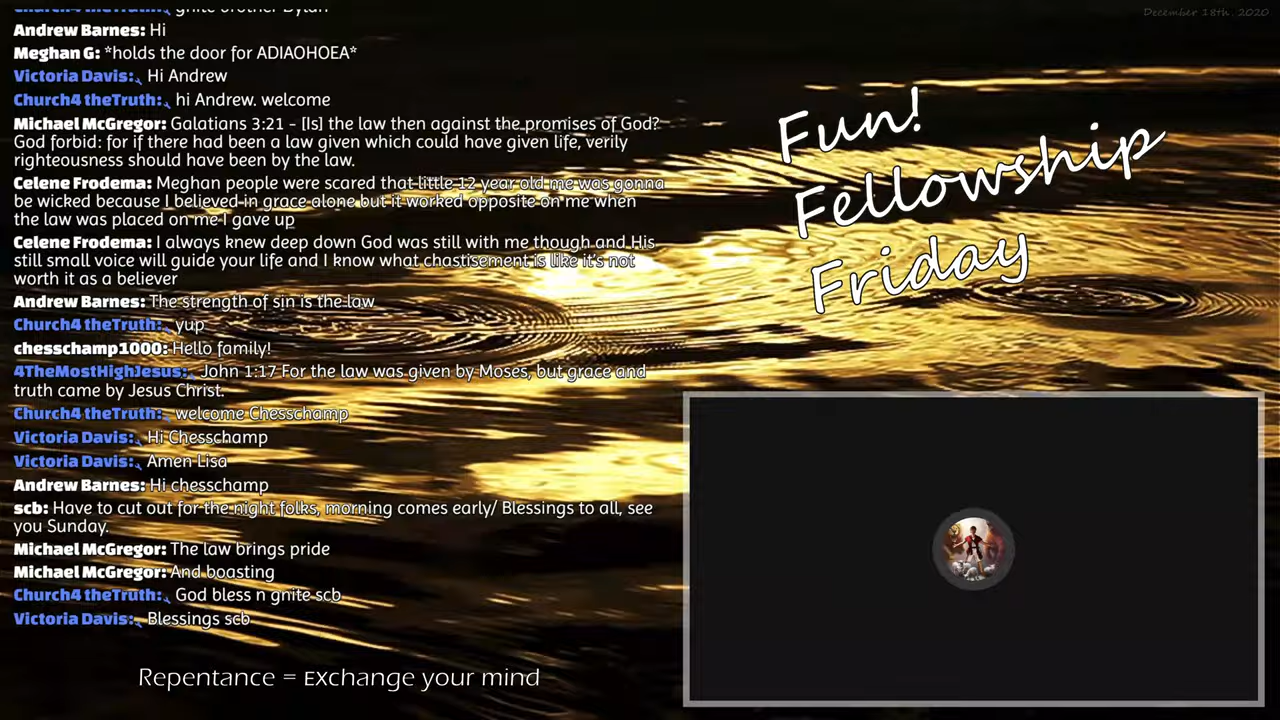 Church4 theTruth: gnite brother Dylan
December 18th, 2020
Andrew Barnes: Hi
Meghan G: *holds the door for ADIAOHOEA*
Victoria Davis: Hi Andrew
Church4 theTruth: hi Andrew. welcome
Michael McGregor: Galatians 3:21 - [Is] the law then against the promises of God?
God forbid: for if there had been a law given which could have given life, verily
righteousness should have been by the law.
Celene Frodema: Meghan people were scared that little 12 year old me was gonna
be wicked because I believed in grace alone but it worked opposite on me when
the law was placed on me I gave up
Celene Frodema: I always knew deep down God was still with me though and His
still small voice will guide your life and I know what chastisement is like it's not
worth it as a believer
Andrew Barnes: The strength of sin is the law
Church4 theTruth: yup
chesschamp1000: Hello family!
4TheMostHighJesus: John 1:17 For the law was given by Moses, but grace and
truth came by Jesus Christ.
Church4 theTruth: welcome Chesschamp
Victoria Davis: Hi Chesschamp
Victoria Davis: Amen Lisa
Andrew Barnes: Hi chesschamp
scb: Have to cut out for the night folks, morning comes early/ Blessings to all, see
you Sunday.
Michael McGregor: The law brings pride
Michael McGregor: And boasting
Church4 theTruth: God bless n gnite scb
Victoria Davis: Blessings scb
Repentance = EXchange your mind
Fun!
Fellowship
Friday